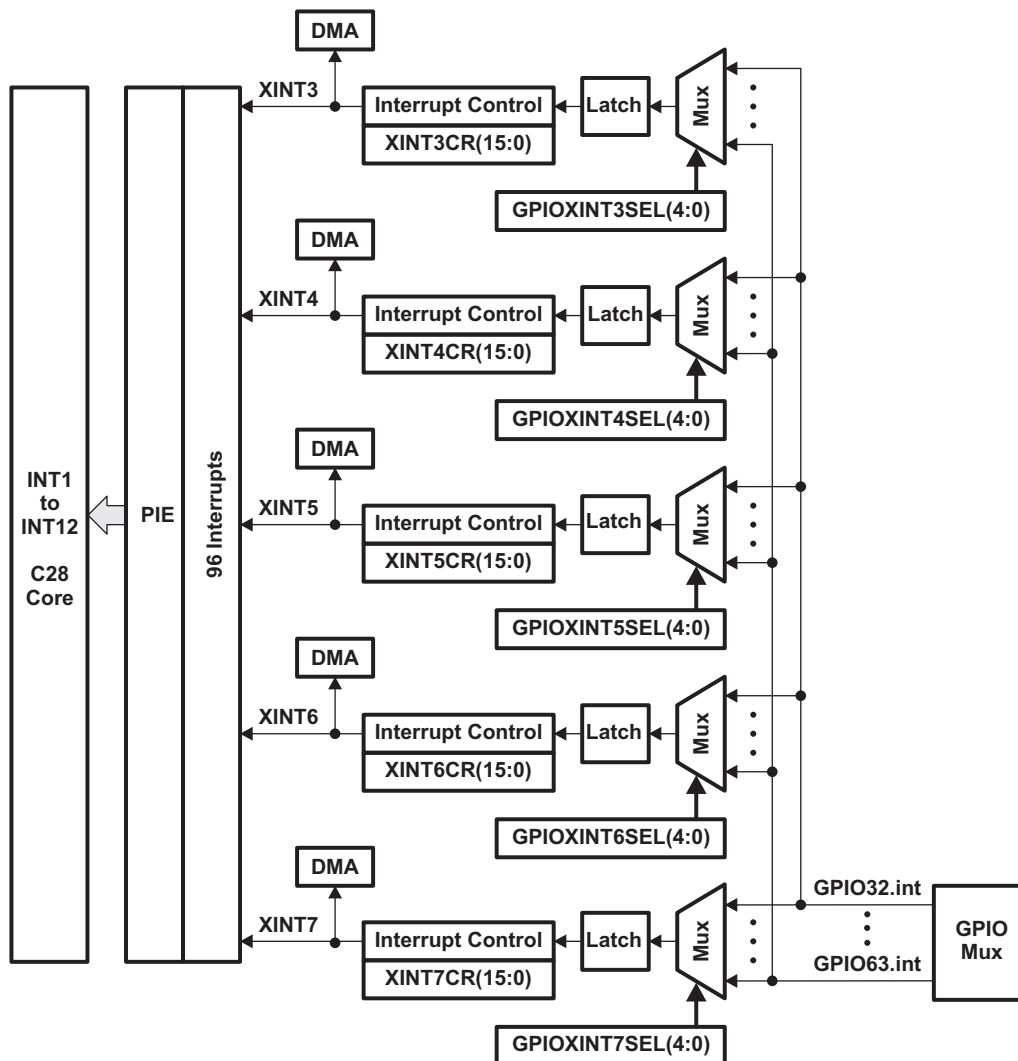 DMA
XINT3
Interrupt Control
Latch
Mux
XINT3CR(15:0)
GPIOXINT3SEL(4:0)
DMA
XINT4
Interrupt Control
Latch
Mux
XINT4CR(15:0)
GPIOXINT4SEL(4:0)
DMA
INT1
to
INT12
C28
Core
PIE
96 Interrupts
XINT5
Interrupt Control
Latch
Mux
XINT5CR(15:0)
GPIOXINT5SEL(4:0)
DMA
XINT6
Interrupt Control
Latch
Mux
XINT6CR(15:0)
GPIOXINT6SEL(4:0)
DMA
XINT7
Interrupt Control
Latch
Mux
XINT7CR(15:0)
GPIOXINT7SEL(4:0)
GPIO32.int
GPIO63.int
GPIO
Mux